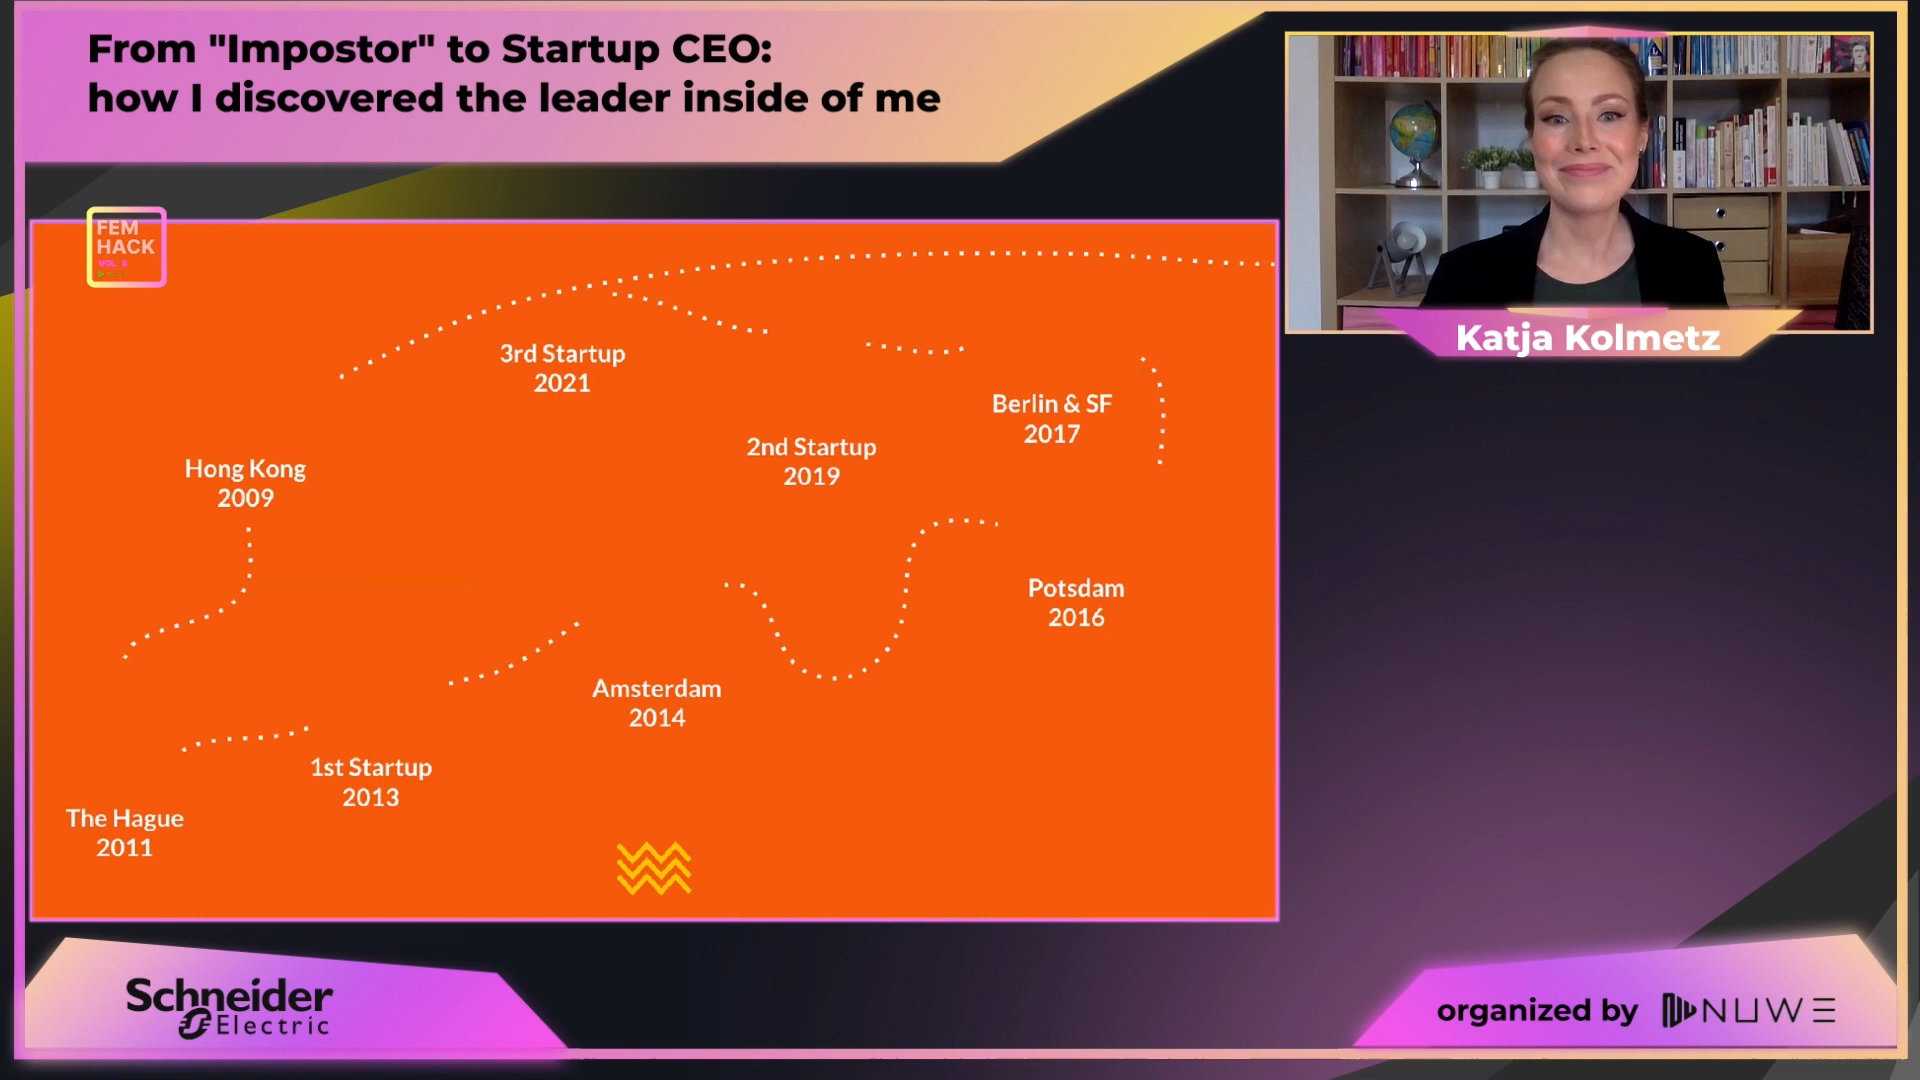 From "Impostor" to Startup CEO:
how I discovered the leader inside of me
FEM
HACK
Katja Kolmetz
3rd Startup
2021
Berlin & SF
2017
2nd Startup
2019
Hong Kong
2009
Potsdam
2016
Amsterdam
2014
1st Startup
2013
The Hague
2011
Schneider
Electric
organized by NUWE